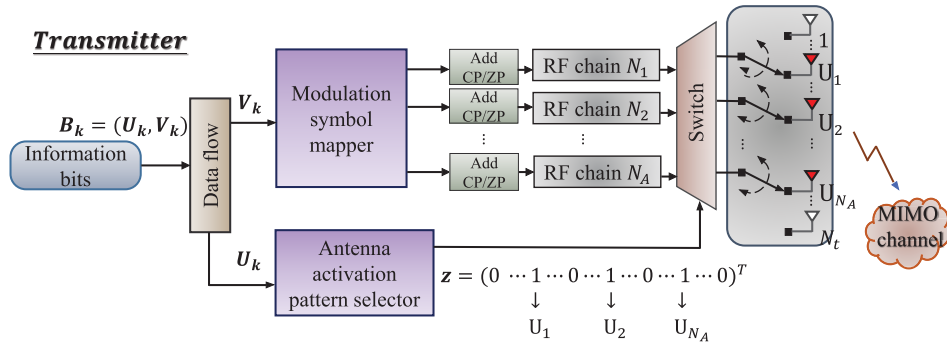 Transmitter
B_k = (U_k, V_k)
Information
bits
Data flow
V_k
U_k
Modulation
symbol
mapper
Add
CP/ZP
RF chain N_1
Add
CP/ZP
RF chain N_2
...
...
Add
CP/ZP
RF chain N_A
Switch
1
U_1
U_2
...
U_{N_A}
N_t
MIMO
channel
Antenna
activation
pattern selector
z = (0 ⋯ 1 ⋯ 0 ⋯ 1 ⋯ 0 ⋯ 1 ⋯ 0)^T
↓ ↓ ↓
U_1 U_2 U_{N_A}